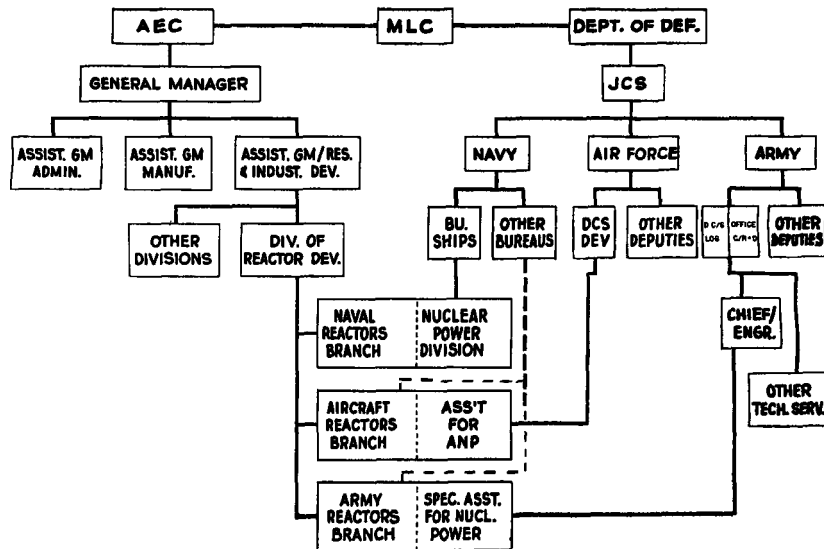 AEC
MLC
DEPT. OF DEF.
GENERAL MANAGER
JCS
ASSIST. GM
ADMIN.
ASSIST. GM
MANUF.
ASSIST. GM/RES.
& INDUST. DEV.
NAVY
AIR FORCE
ARMY
OTHER
DIVISIONS
DIV. OF
REACTOR DEV.
BU.
SHIPS
OTHER
BUREAUS
DCS
DEV
OTHER
DEPUTIES
DC/S
LOG
OFFICE
C/R+D
OTHER
DEPUTIES
NAVAL
REACTORS
BRANCH
NUCLEAR
POWER
DIVISION
CHIEF/
ENGR.
AIRCRAFT
REACTORS
BRANCH
ASS'T
FOR
ANP
OTHER
TECH. SERV.
ARMY
REACTORS
BRANCH
SPEC. ASST.
FOR NUCL.
POWER